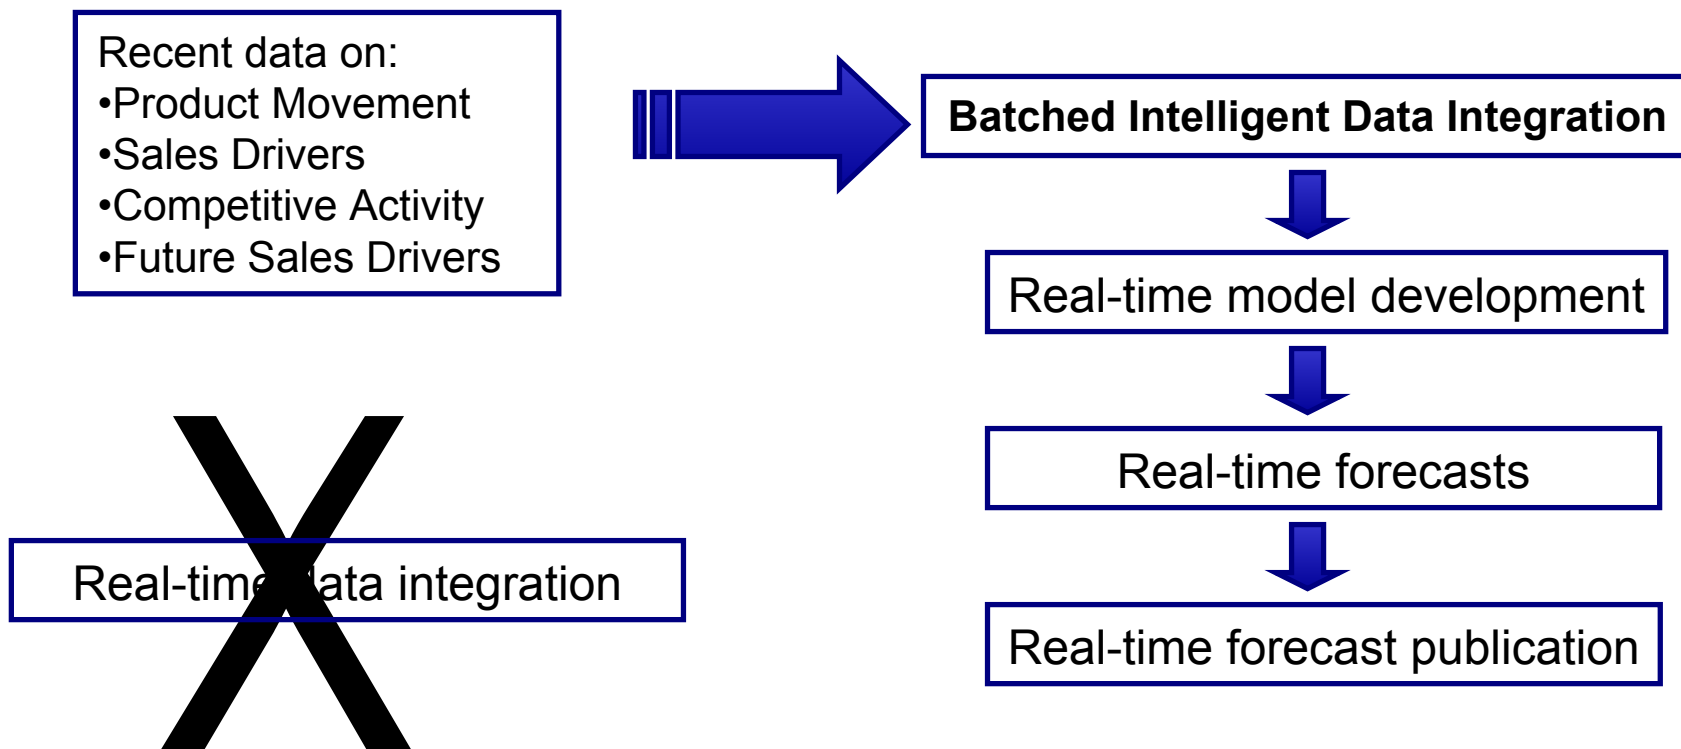 Recent data on:
•Product Movement
•Sales Drivers
•Competitive Activity
•Future Sales Drivers
Batched Intelligent Data Integration
Real-time model development
Real-time forecasts
Real-time forecast publication
Real-time data integration